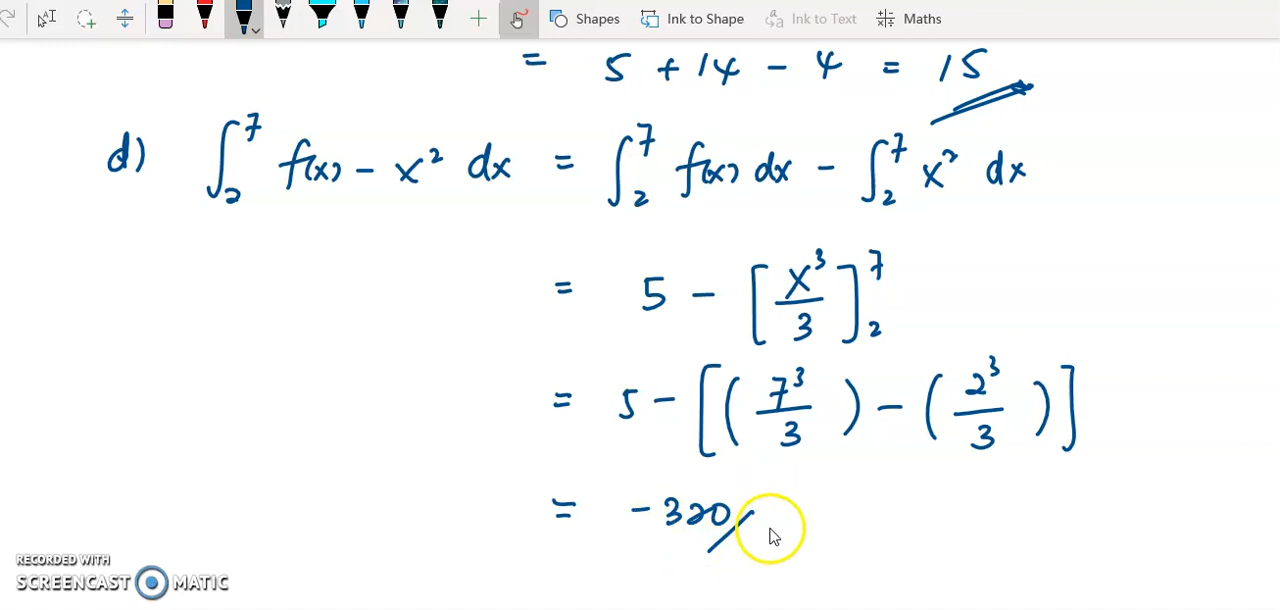 Shapes Ink to Shape Ink to Text Maths
= 5 + 14 - 4 = 15
d) ∫₂⁷ f(x) - x² dx = ∫₂⁷ f(x) dx - ∫₂⁷ x² dx
= 5 - [x³/3]₂⁷
= 5 - [(7³/3) - (2³/3)]
= -320/
RECORDED WITH
SCREENCAST MATIC